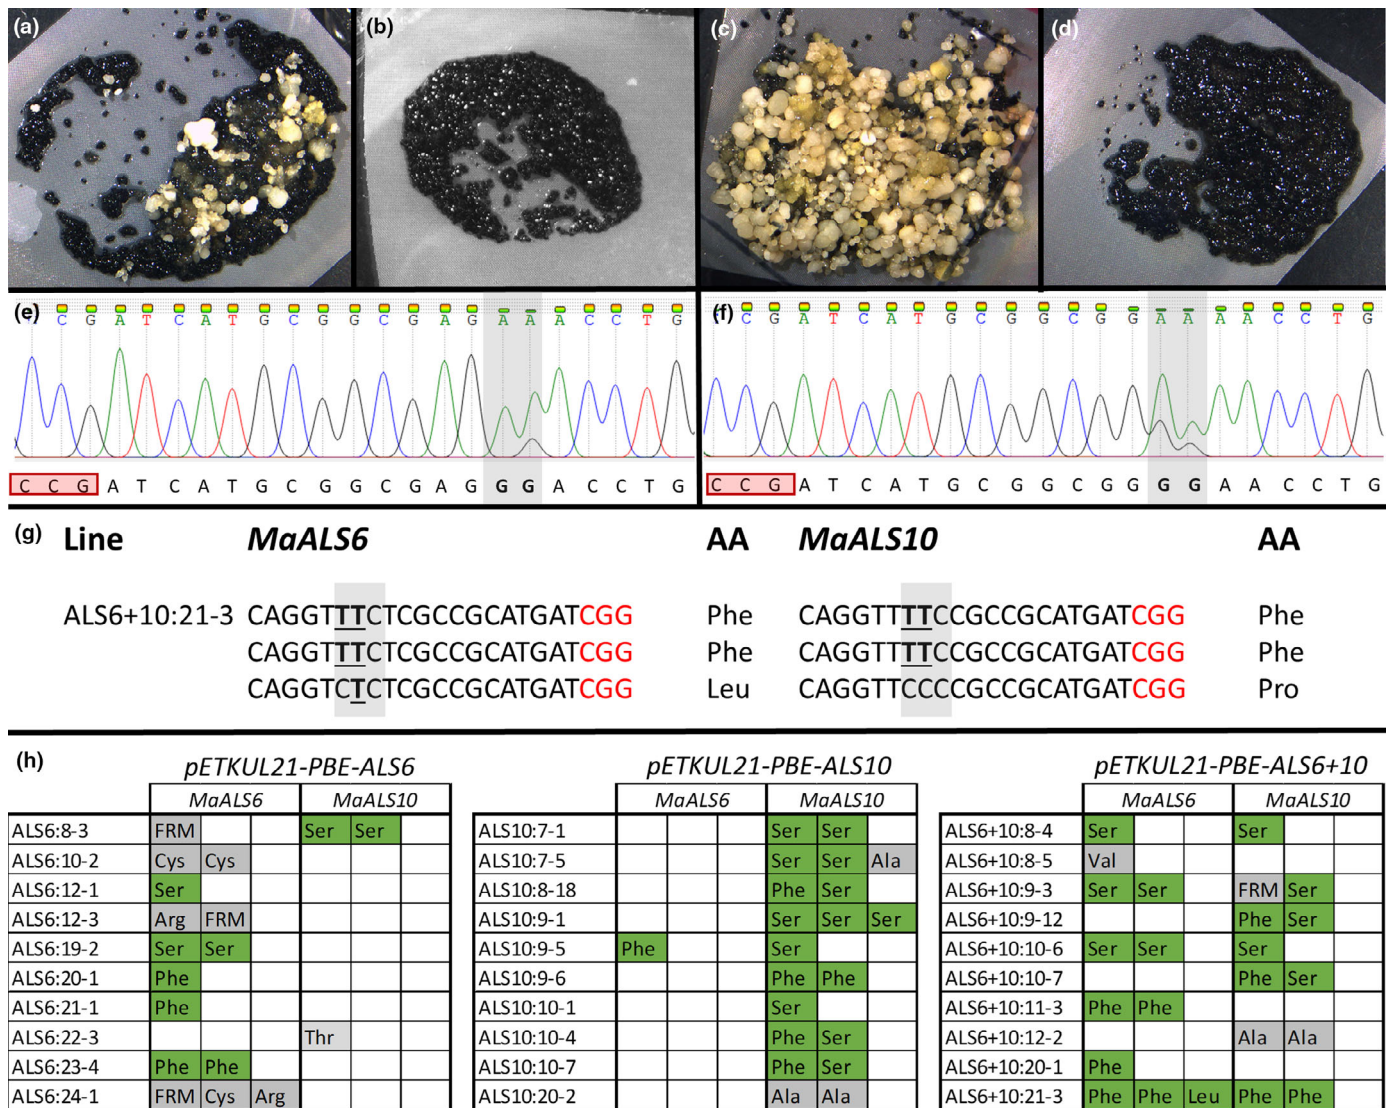 (a)
(b)
(c)
(d)
(e)
C G A T C A T G C G G C G A G A A A C C T G
C C G A T C A T G C G G C G A G G G A C C T G
(f)
C G A T C A T G C G G C G G A A A A C C T G
C C G A T C A T G C G G C G G G G A A C C T G
(g) Line MaALS6 AA MaALS10 AA
ALS6+10:21-3 CAGGTTTCTCGCCGCATGATCGG Phe CAGGTTTTCCGCCGCATGATCGG Phe
CAGGTTTCTCGCCGCATGATCGG Phe CAGGTTTTCCGCCGCATGATCGG Phe
CAGGTCTCTCGCCGCATGATCGG Leu CAGGTTCCCCGCCGCATGATCGG Pro
(h)
pETKUL21-PBE-ALS6 pETKUL21-PBE-ALS10 pETKUL21-PBE-ALS6+10
MaALS6 MaALS10 MaALS6 MaALS10 MaALS6 MaALS10
ALS6:8-3 FRM Ser Ser ALS10:7-1 Ser Ser ALS6+10:8-4 Ser Ser
ALS6:10-2 Cys Cys ALS10:7-5 Ser Ser Ala ALS6+10:8-5 Val
ALS6:12-1 Ser ALS10:8-18 Phe Ser ALS6+10:9-3 Ser Ser FRM Ser
ALS6:12-3 Arg FRM ALS10:9-1 Ser Ser Ser ALS6+10:9-12 Phe Ser
ALS6:19-2 Ser Ser ALS10:9-5 Phe Ser ALS6+10:10-6 Ser Ser Ser
ALS6:20-1 Phe ALS10:9-6 Phe Phe ALS6+10:10-7 Phe Ser
ALS6:21-1 Phe ALS10:10-1 Ser ALS6+10:11-3 Phe Phe
ALS6:22-3 Thr ALS10:10-4 Phe Ser ALS6+10:12-2 Ala Ala
ALS6:23-4 Phe Phe ALS10:10-7 Phe Ser ALS6+10:20-1 Phe
ALS6:24-1 FRM Cys Arg ALS10:20-2 Ala Ala ALS6+10:21-3 Phe Phe Leu Phe Phe